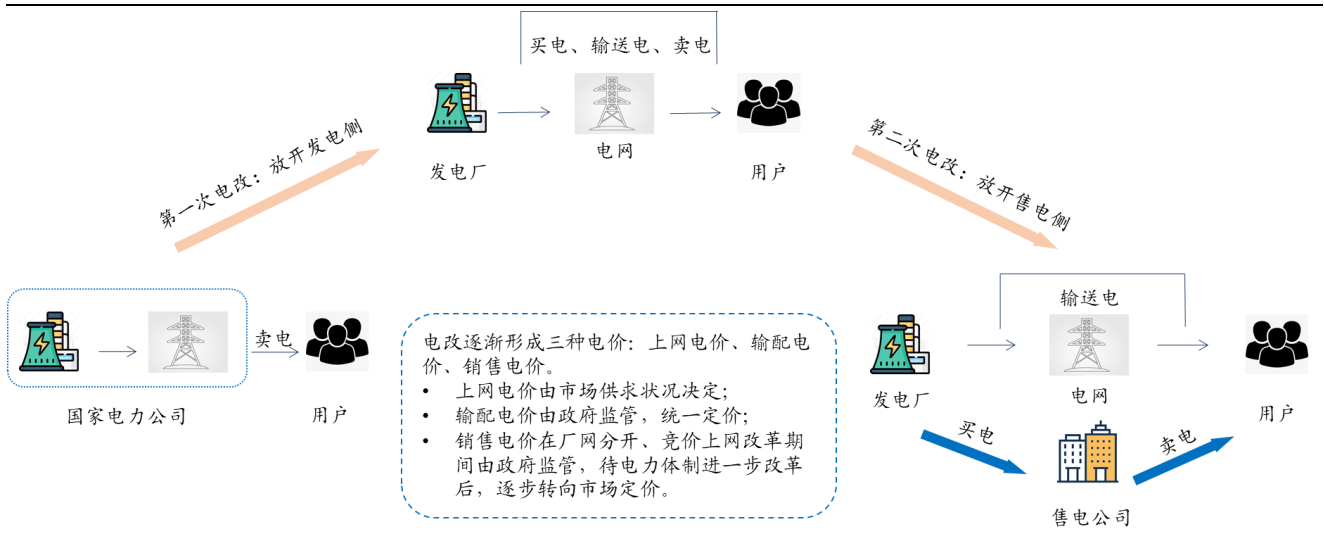 买电、输送电、卖电
发电厂
电网
用户
第一次电改：放开发电侧
第二次电改：放开售电侧
卖电
国家电力公司
用户
电改逐渐形成三种电价：上网电价、输配电
价、销售电价。
• 上网电价由市场供求状况决定；
• 输配电价由政府监管，统一定价；
• 销售电价在厂网分开、竞价上网改革期
间由政府监管，待电力体制进一步改革
后，逐步转向市场定价。
输送电
发电厂
电网
用户
买电
卖电
售电公司